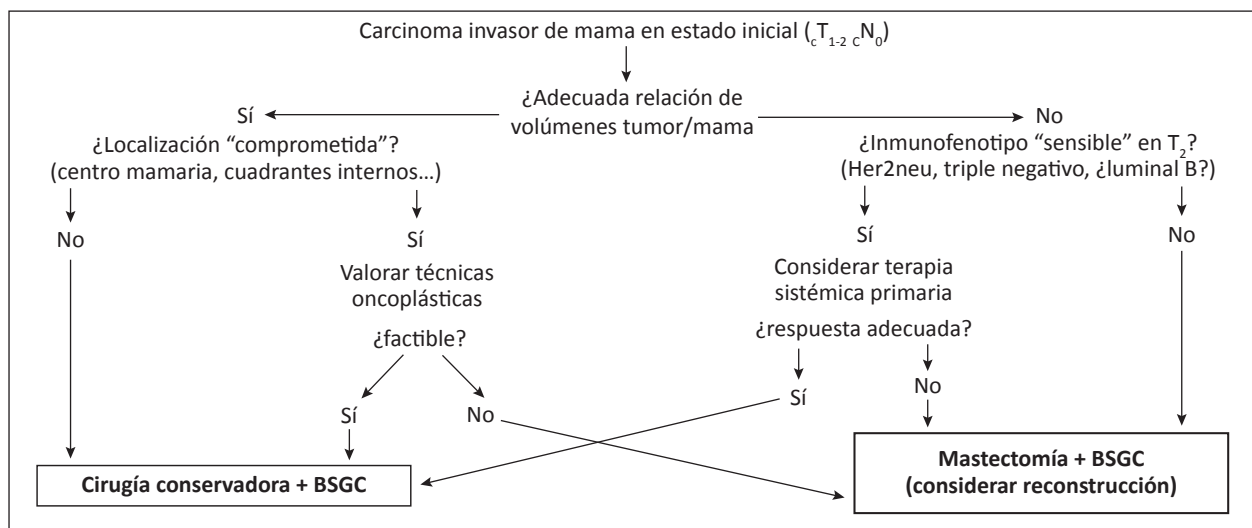 Carcinoma invasor de mama en estado inicial (cT1-2 cN0)
¿Adecuada relación de
volúmenes tumor/mama
Sí
¿Localización “comprometida”?
(centro mamaria, cuadrantes internos...)
No
¿Inmunofenotipo “sensible” en T2?
(Her2neu, triple negativo, ¿luminal B?)
No
Sí
Valorar técnicas
oncoplásticas
¿factible?
Sí
No
Sí
Considerar terapia
sistémica primaria
¿respuesta adecuada?
Sí
No
No
Cirugía conservadora + BSGC
Mastectomía + BSGC
(considerar reconstrucción)